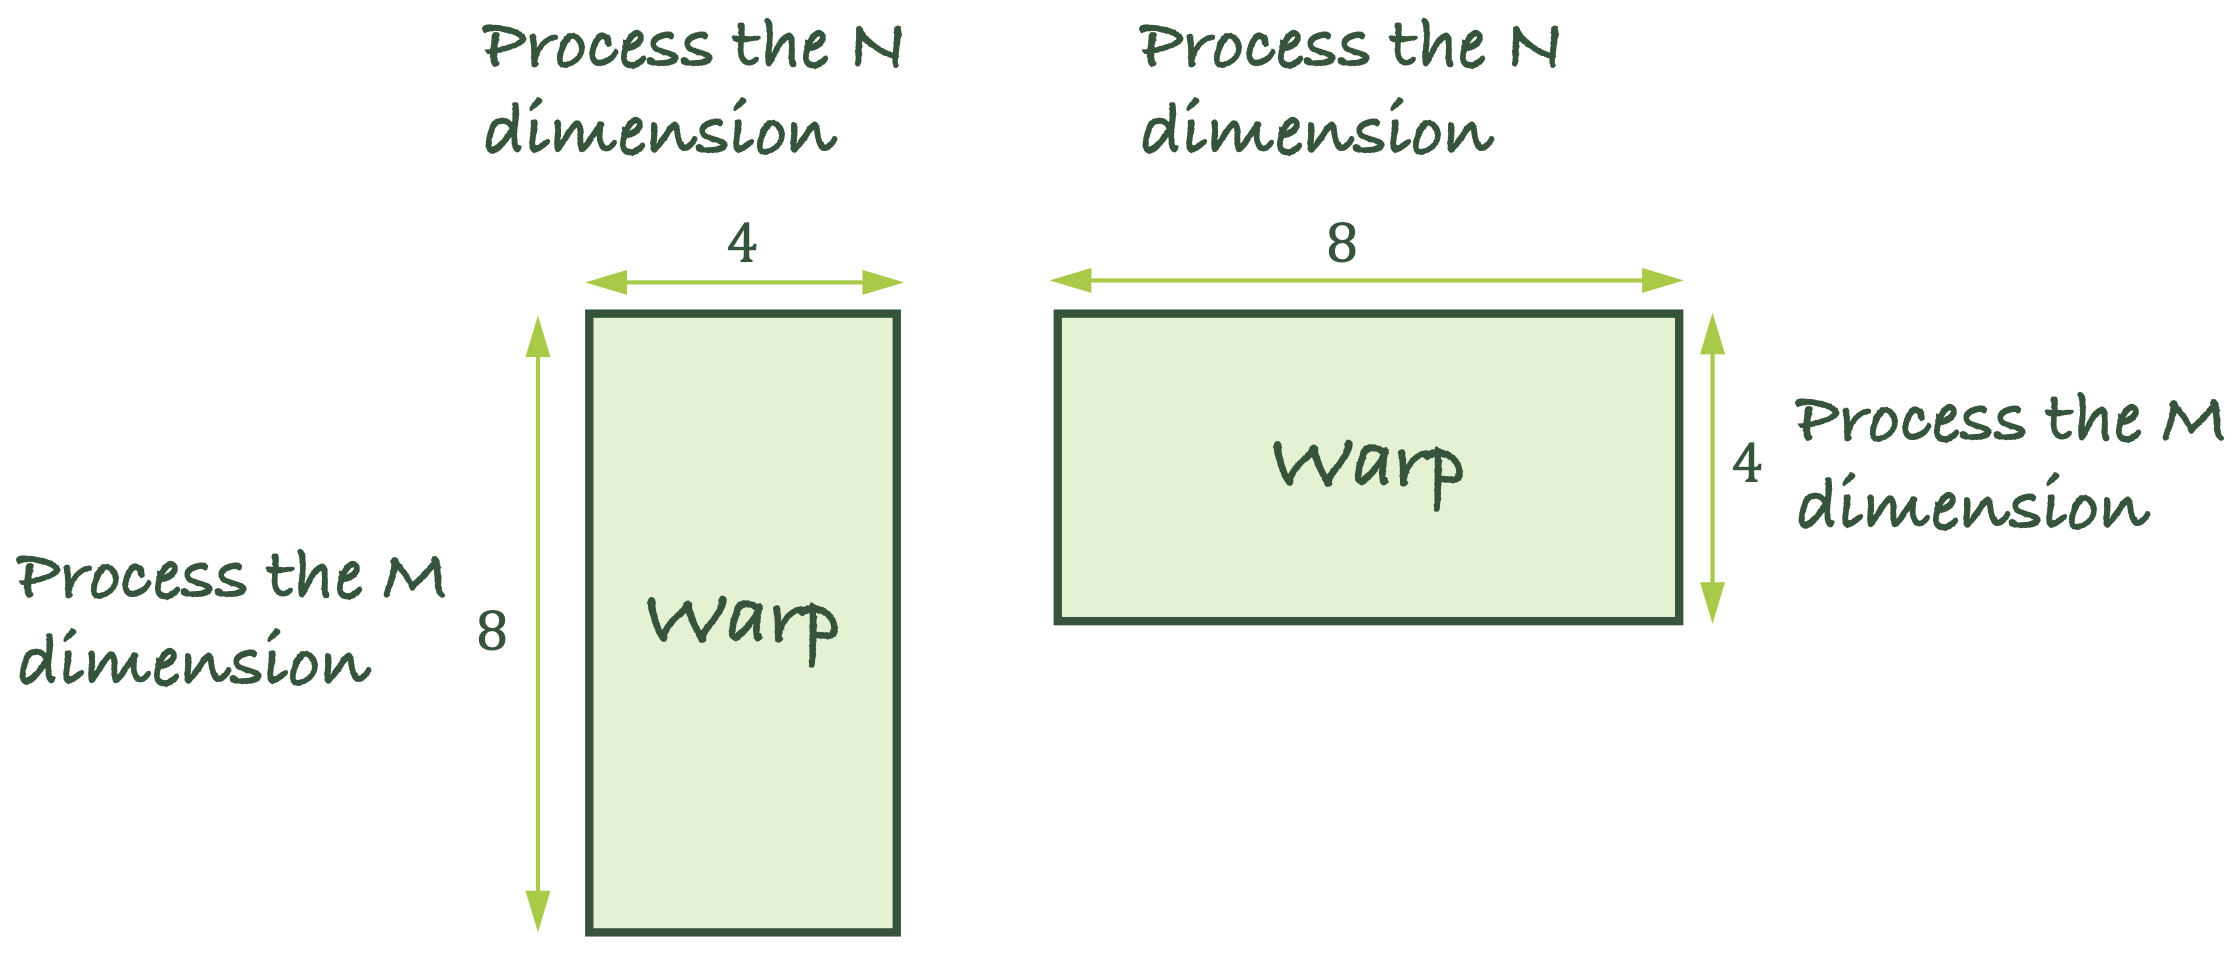 Process the N
dimension
4
Process the M
dimension
8
Warp
Process the N
dimension
8
Warp
4
Process the M
dimension